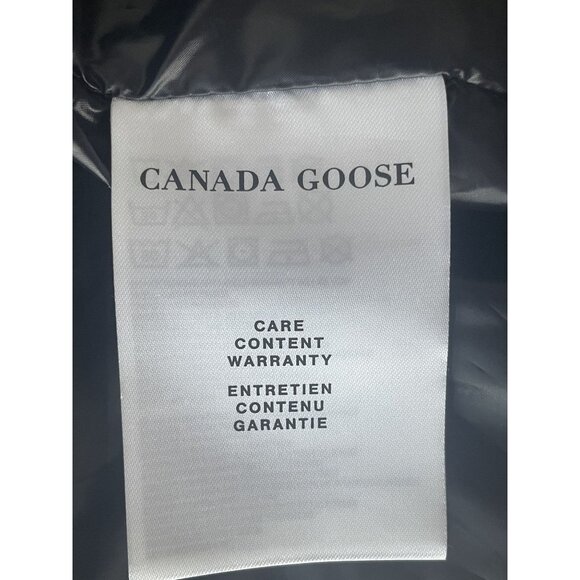 CANADA GOOSE
CARE
CONTENT
WARRANTY
ENTRETIEN
CONTENU
GARANTIE